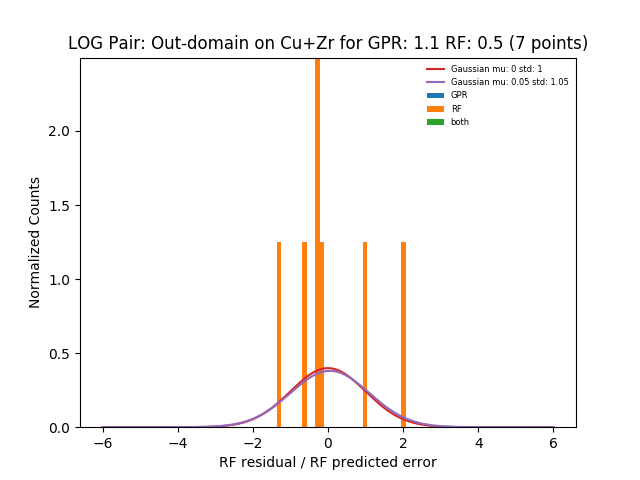 LOG Pair: Out-domain on Cu+Zr for GPR: 1.1 RF: 0.5 (7 points)
Gaussian mu: 0 std: 1
Gaussian mu: 0.05 std: 1.05
GPR
RF
both
Normalized Counts
2.0
1.5
1.0
0.5
0.0
−6
−4
−2
0
2
4
6
RF residual / RF predicted error